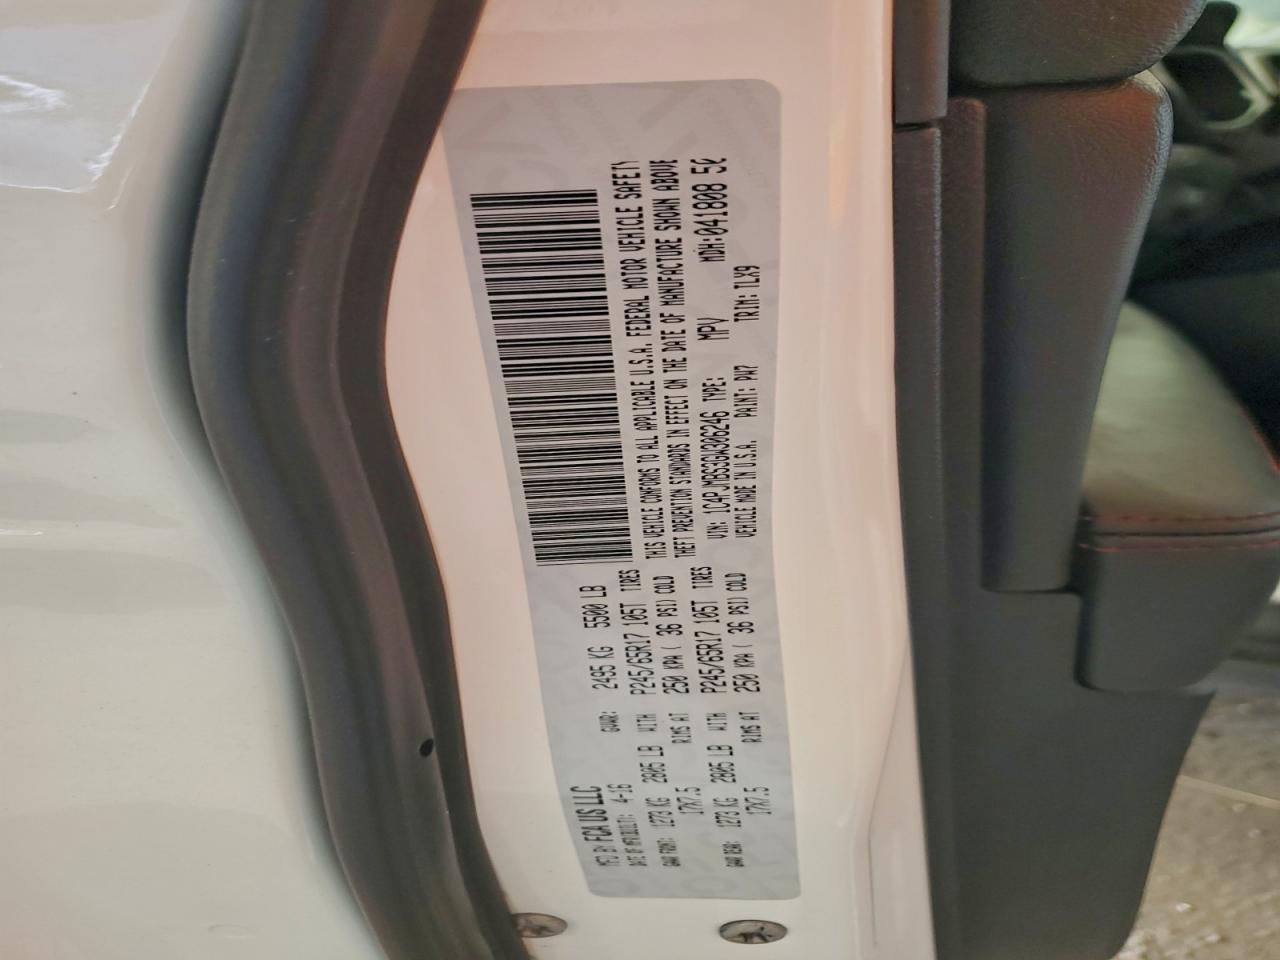 MFD BY FCA US LLC
DATE OF MFR(BUILT): 4-16 GVWR: 2495 KG 5500 LB
GAWR FRONT: 1273 KG 2805 LB WITH P245/65R17 105T TIRES
17X7.5 RIMS AT 250 KPA ( 36 PSI) COLD
GAWR REAR: 1273 KG 2805 LB WITH P245/65R17 105T TIRES
17X7.5 RIMS AT 250 KPA ( 36 PSI) COLD
THIS VEHICLE CONFORMS TO ALL APPLICABLE U.S.A. FEDERAL MOTOR VEHICLE SAFETY
THEFT PREVENTION STANDARDS IN EFFECT ON THE DATE OF MANUFACTURE SHOWN ABOVE
VIN: 1C4PJMBS3GW306246 TYPE: MPV MDH:041808
VEHICLE MADE IN U.S.A. PAINT: PW7 TRIM: TLX9